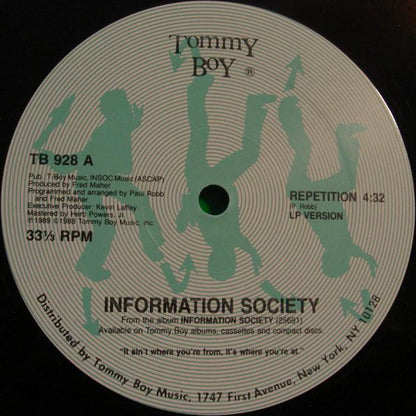 Tommy
Boy ®
TB 928 A
Pub.: T-Boy Music, INSOC Music (ASCAP)
Produced by Fred Maher
Programmed and arranged by Paul Robb
and Fred Maher
Executive Producer: Kevin Laffey
Mastered by Herb Powers, Jr.
℗1989 ©1988 Tommy Boy Music, Inc.
33⅓ RPM
REPETITION 4:32
(P. Robb)
LP VERSION
INFORMATION SOCIETY
From the album INFORMATION SOCIETY (25691)
Available on Tommy Boy albums, cassettes and compact discs.
"It ain't where you're from, it's where you're at."
Distributed by Tommy Boy Music, 1747 First Avenue, New York, NY 10128